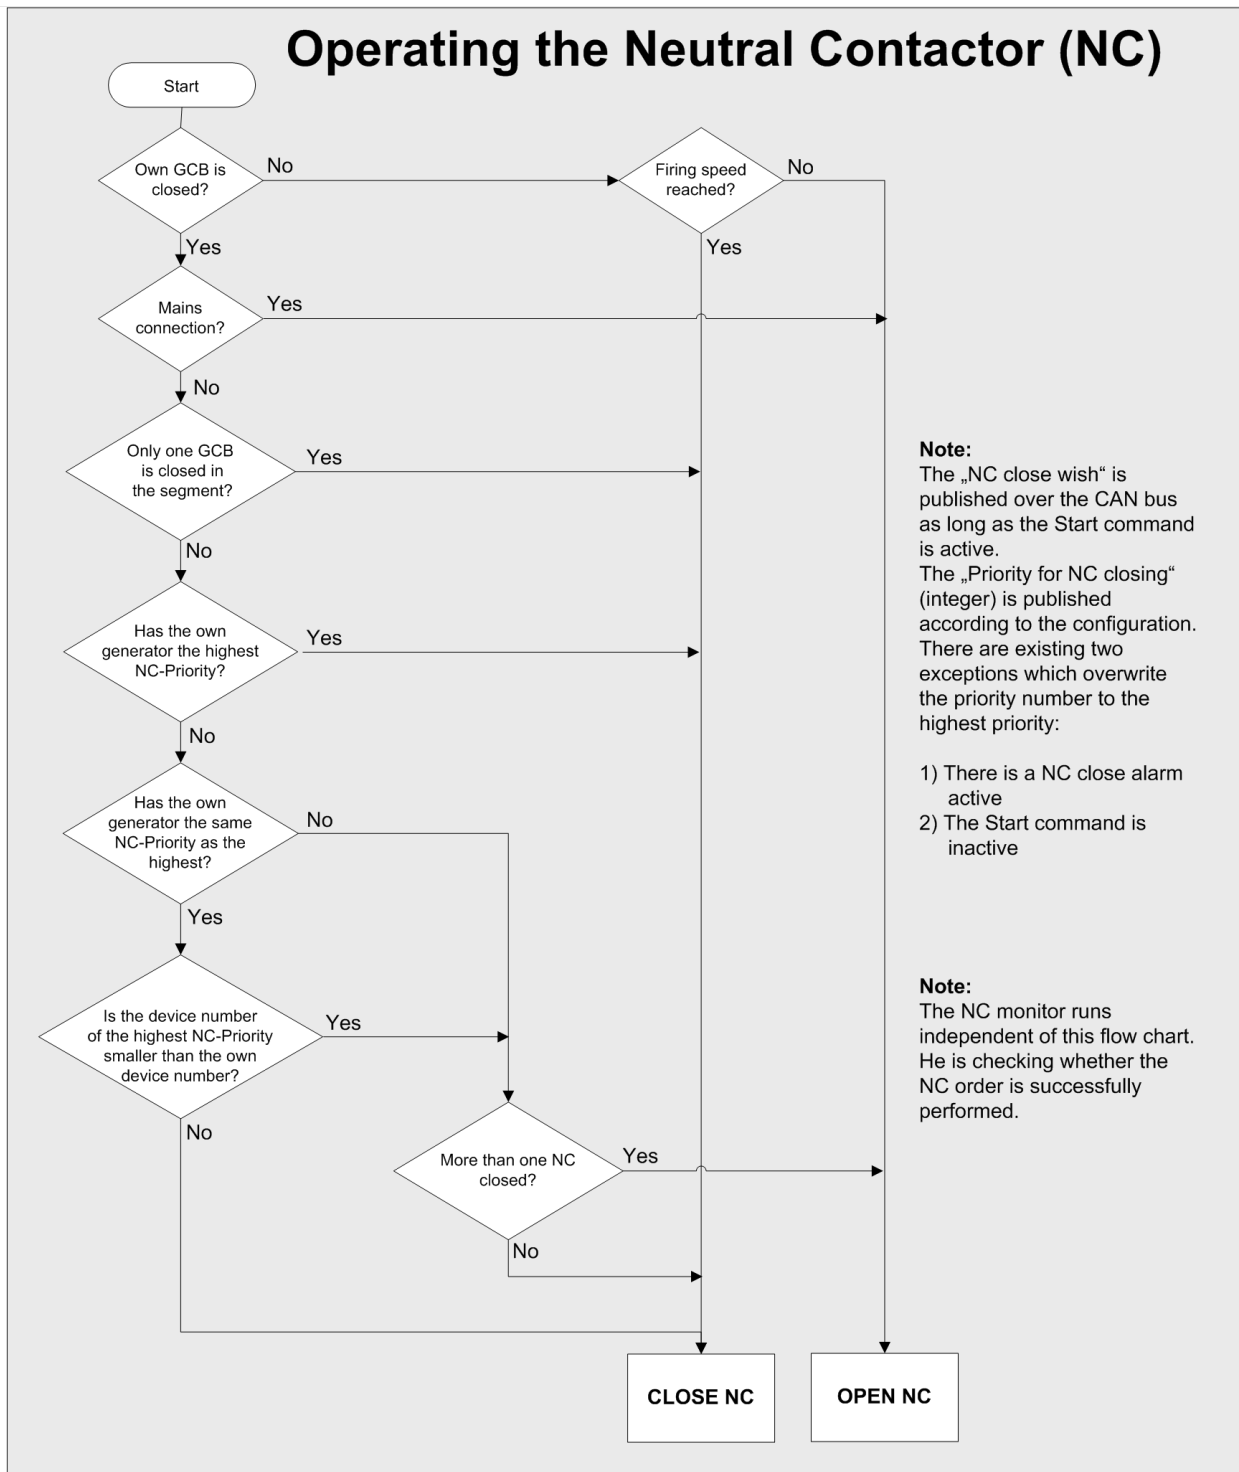 Operating the Neutral Contactor (NC)
Start
Own GCB is
closed?
No
Firing speed
reached?
No
Yes
Yes
Mains
connection?
Yes
No
Only one GCB
is closed in
the segment?
Yes
No
Has the own
generator the highest
NC-Priority?
Yes
No
Has the own
generator the same
NC-Priority as the
highest?
No
Yes
Is the device number
of the highest NC-Priority
smaller than the own
device number?
Yes
No
More than one NC
closed?
Yes
No
CLOSE NC
OPEN NC
Note:
The „NC close wish“ is
published over the CAN bus
as long as the Start command
is active.
The „Priority for NC closing“
(integer) is published
according to the configuration.
There are existing two
exceptions which overwrite
the priority number to the
highest priority:
1) There is a NC close alarm
active
2) The Start command is
inactive
Note:
The NC monitor runs
independent of this flow chart.
He is checking whether the
NC order is successfully
performed.